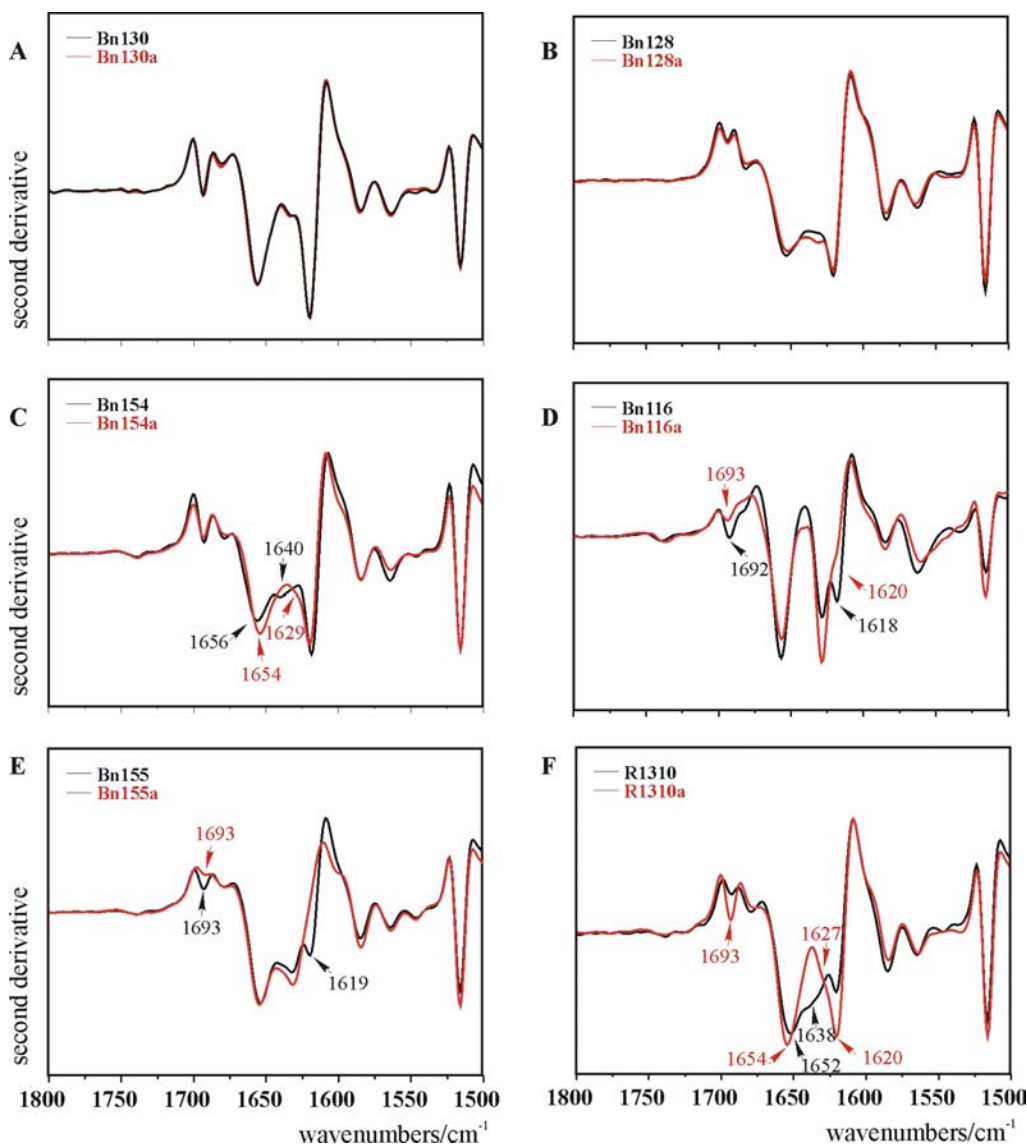 A
Bn130
Bn130a
second derivative
B
Bn128
Bn128a
C
Bn154
Bn154a
1640
1656
1629
1654
second derivative
D
Bn116
Bn116a
1693
1692
1620
1618
E
Bn155
Bn155a
1693
1693
1619
second derivative
1800 1750 1700 1650 1600 1550 1500
wavenumbers/cm-1
F
R1310
R1310a
1693
1627
1638
1654
1652
1620
1800 1750 1700 1650 1600 1550 1500
wavenumbers/cm-1